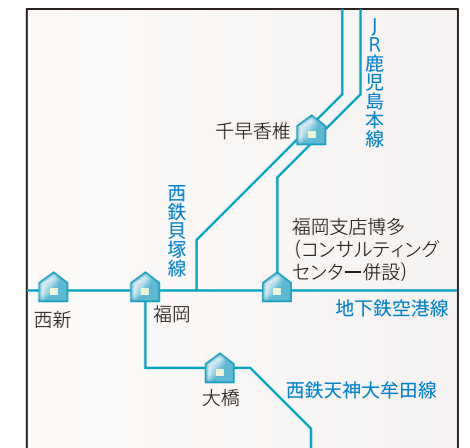 JR鹿児島本線
千早香椎
西鉄貝塚線
福岡支店博多
(コンサルティング
センター併設)
西新
福岡
地下鉄空港線
大橋
西鉄天神大牟田線